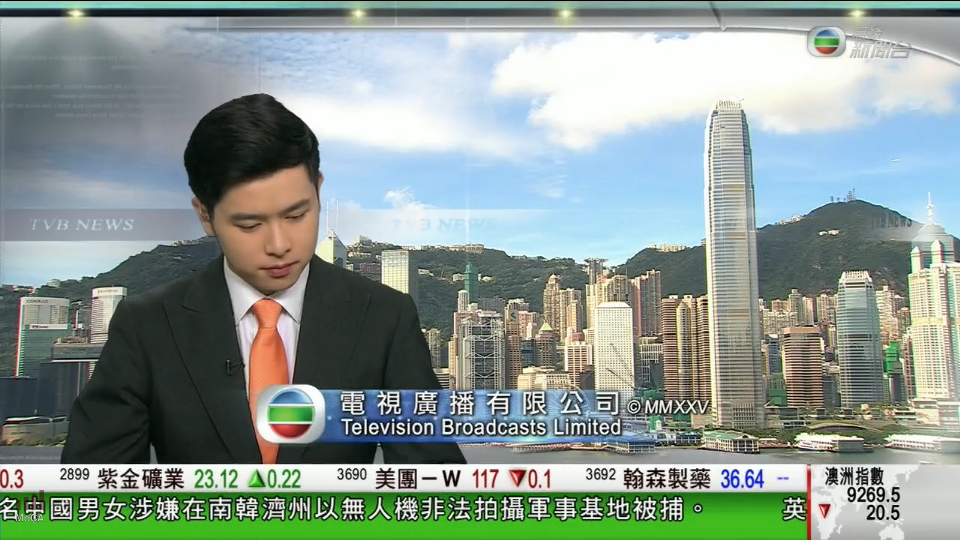 無綫
新聞台
TVB NEWS
TVB NEWS
電視廣播有限公司 © MMXXV
Television Broadcasts Limited
0.3 2899 紫金礦業 23.12 ▲0.22 3690 美團－W 117 ▼0.1 3692 翰森製藥 36.64 --
澳洲指數
9269.5
▼ 20.5
名中國男女涉嫌在南韓濟州以無人機非法拍攝軍事基地被捕。 英